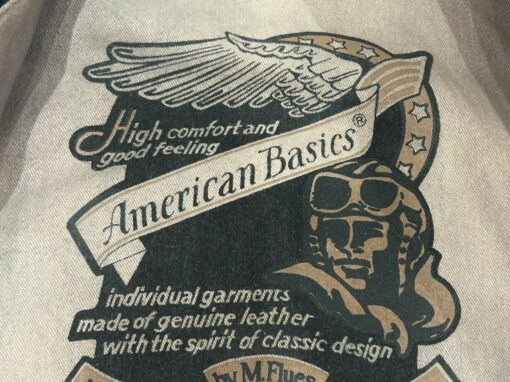 High comfort and
good feeling
American Basics®
individual garments
made of genuine leather
with the spirit of classic design
by M. Flues